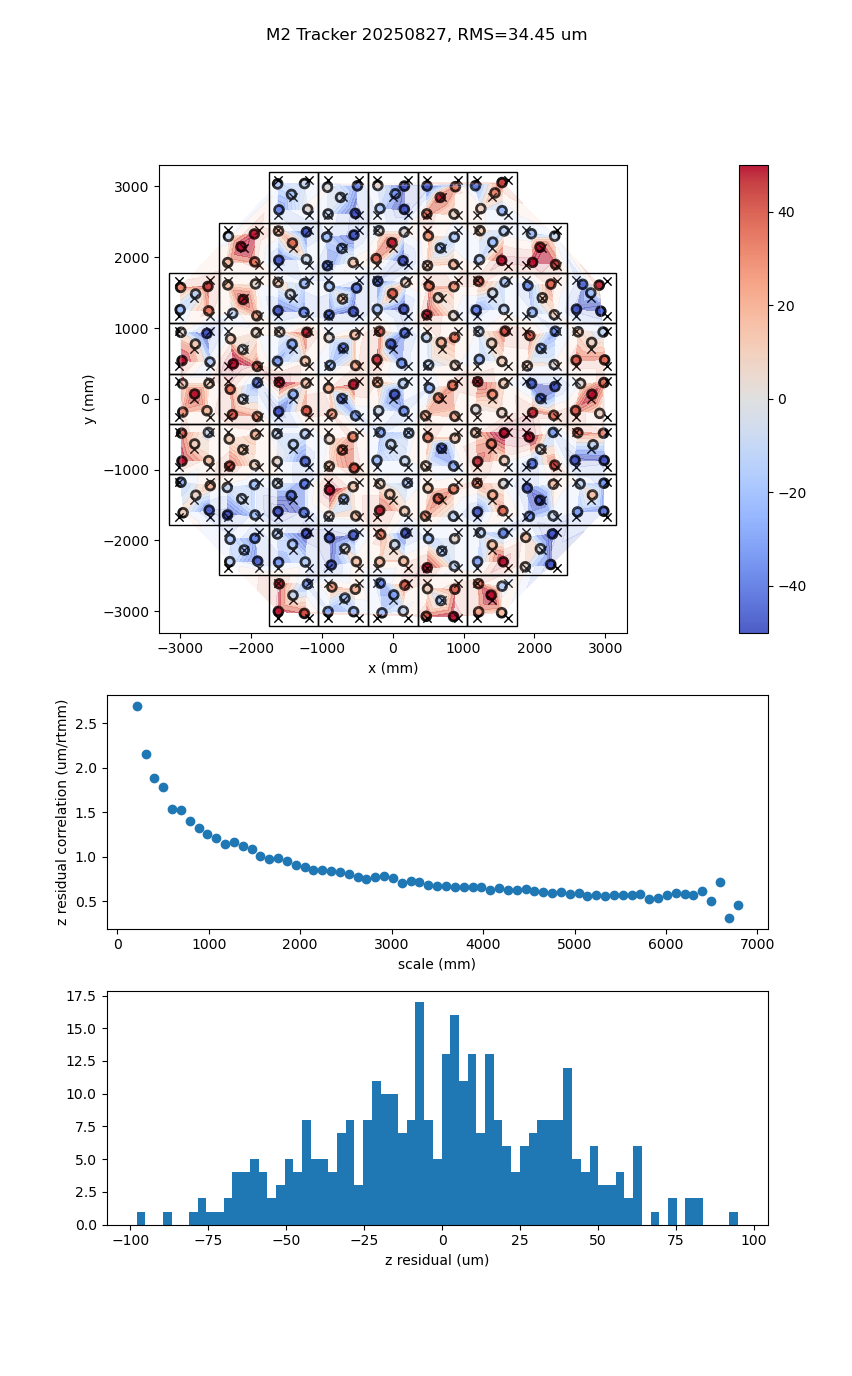 M2 Tracker 20250827, RMS=34.45 um
3000
2000
1000
0
−1000
−2000
−3000
y (mm)
−3000 −2000 −1000 0 1000 2000 3000
x (mm)
40
20
0
−20
−40
2.5
2.0
1.5
1.0
0.5
z residual correlation (um/rtmm)
0 1000 2000 3000 4000 5000 6000 7000
scale (mm)
17.5
15.0
12.5
10.0
7.5
5.0
2.5
0.0
−100 −75 −50 −25 0 25 50 75 100
z residual (um)